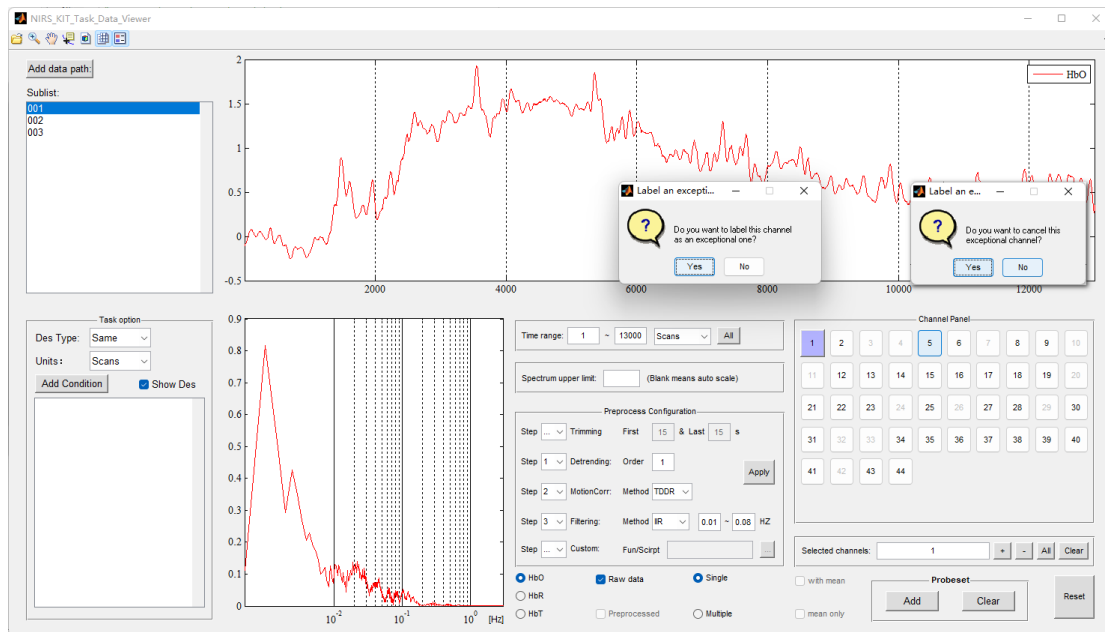 NIRS_KIT_Task_Data_Viewer
Add data path:
Sublist:
001
002
003
2
1.5
1
0.5
0
-0.5
2000
4000
6000
8000
10000
12000
HbO
Label an excepti...
Do you want to label this channel
as an exceptional one?
Yes
No
Label an e...
Do you want to cancel this
exceptional channel?
Yes
No
Task option
Des Type: Same
Units: Scans
Add Condition
Show Des
0.9
0.8
0.7
0.6
0.5
0.4
0.3
0.2
0.1
0
10-2
10-1
100
[Hz]
Time range: 1 ~ 13000 Scans All
Spectrum upper limit: (Blank means auto scale)
Preprocess Configuration
Step ... Trimming First 15 & Last 15 s
Step 1 Detrending: Order 1
Apply
Step 2 MotionCorr: Method TDDR
Step 3 Filtering: Method IIR 0.01 ~ 0.08 HZ
Step ... Custom: Fun/Scirpt ...
HbO
Raw data
Single
HbR
HbT
Preprocessed
Multiple
Channel Panel
1 2 3 4 5 6 7 8 9 10
11 12 13 14 15 16 17 18 19 20
21 22 23 24 25 26 27 28 29 30
31 32 33 34 35 36 37 38 39 40
41 42 43 44
Selected channels: 1 + - All Clear
with mean
mean only
Probeset
Add
Clear
Reset